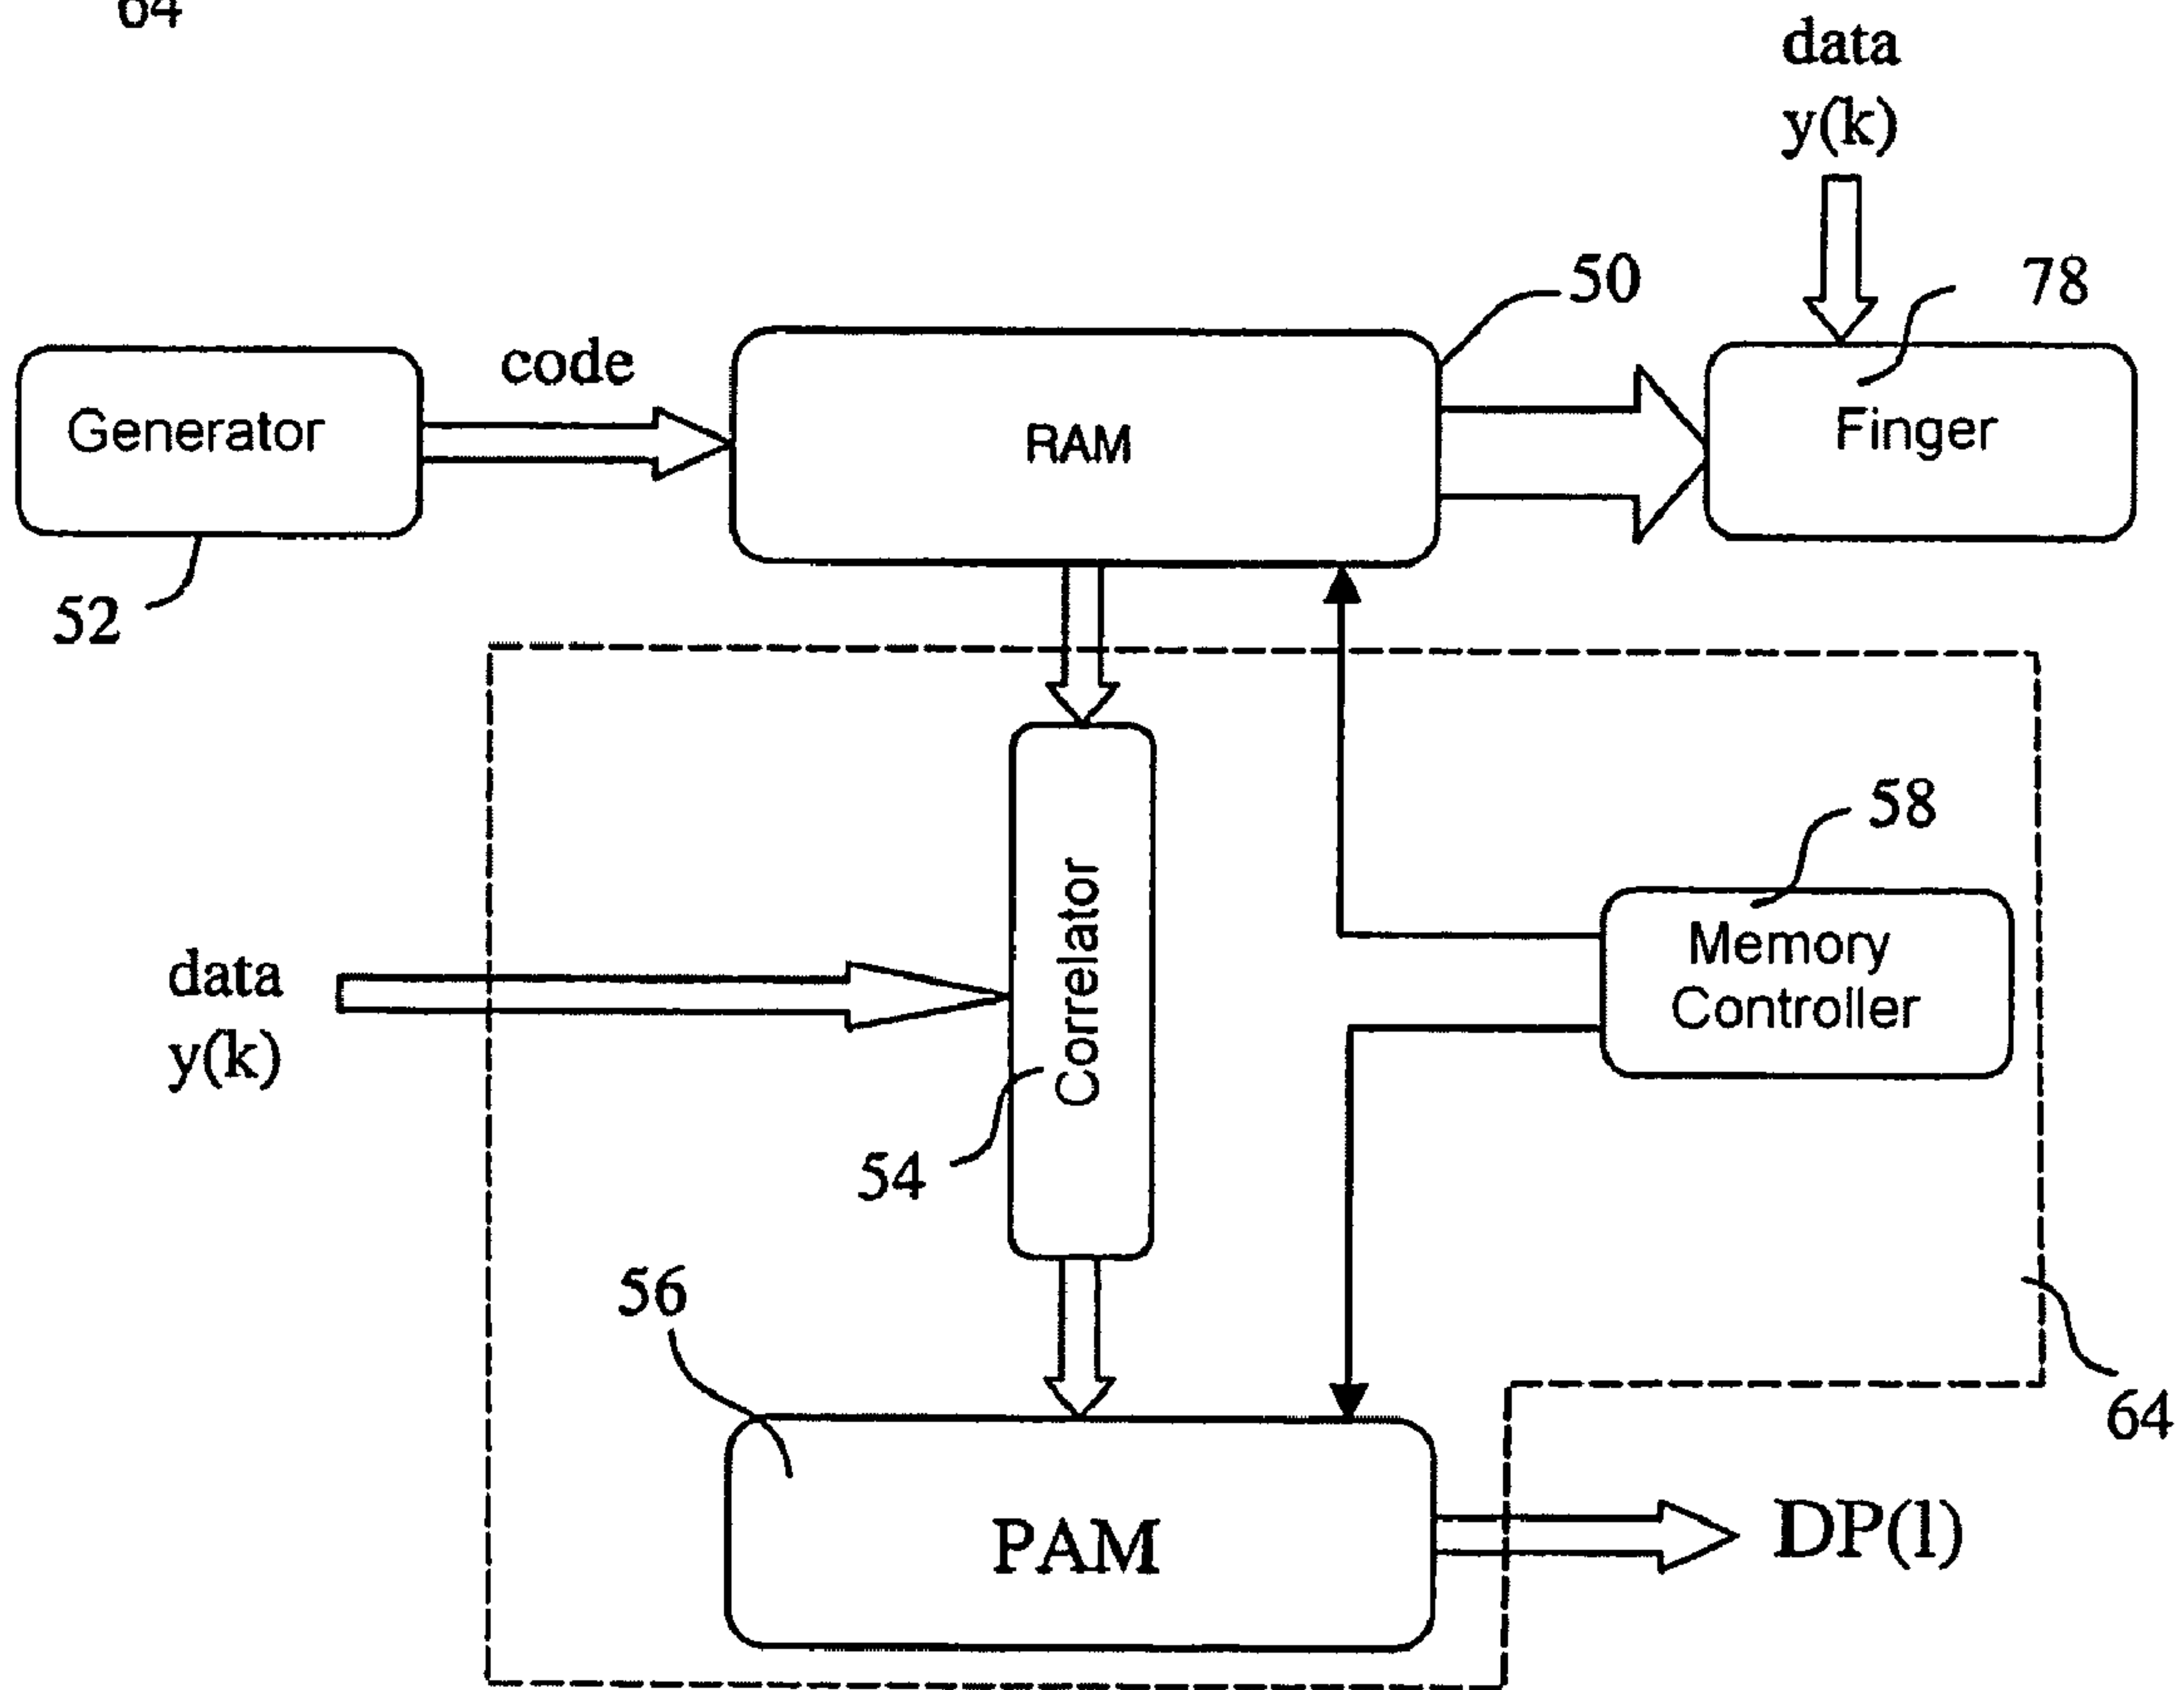 64
data
y(k)
50
78
Generator
code
RAM
Finger
52
58
Memory
Controller
Correlator
data
y(k)
54
56
64
PAM
DP(l)